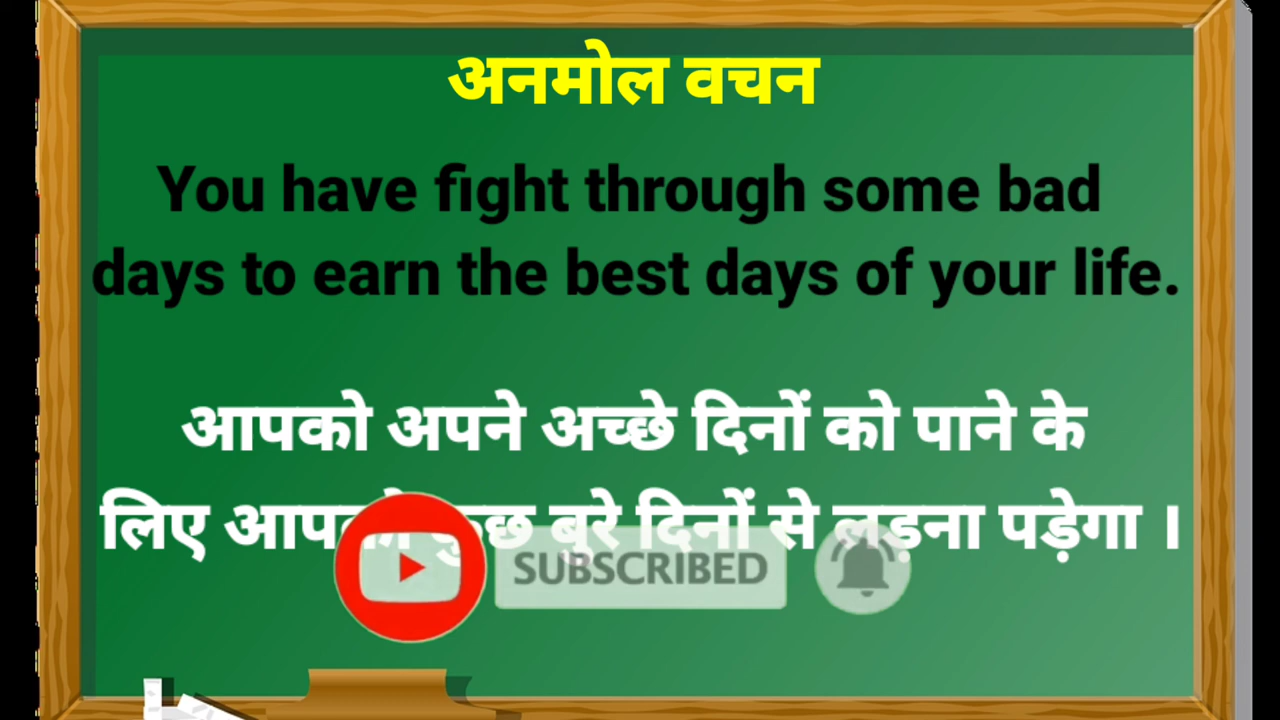 अनमोल वचन
You have fight through some bad
days to earn the best days of your life.
आपको अपने अच्छे दिनों को पाने के
लिए आपको कुछ बुरे दिनों से लड़ना पड़ेगा ।
SUBSCRIBED